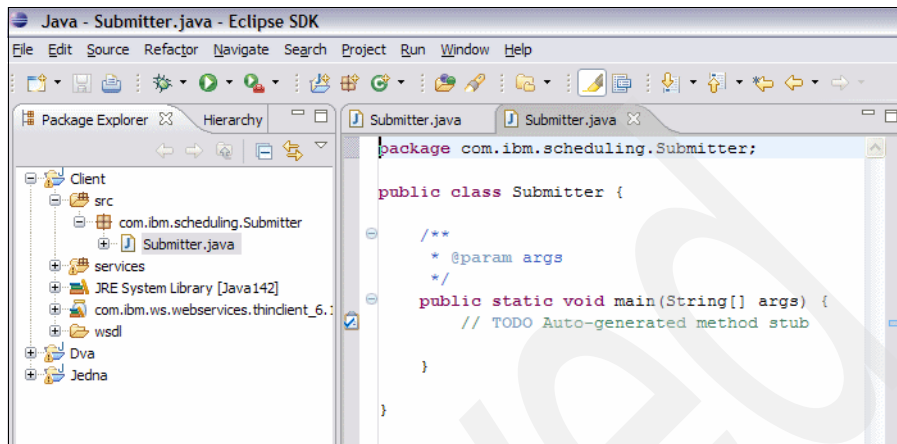 Java - Submitter.java - Eclipse SDK
File Edit Source Refactor Navigate Search Project Run Window Help
Package Explorer Hierarchy
Submitter.java Submitter.java
Client
src
com.ibm.scheduling.Submitter
Submitter.java
services
JRE System Library [Java142]
com.ibm.ws.webservices.thinclient_6.1
wsdl
Dva
Jedna
package com.ibm.scheduling.Submitter;
public class Submitter {
/**
* @param args
*/
public static void main(String[] args) {
// TODO Auto-generated method stub
}
}